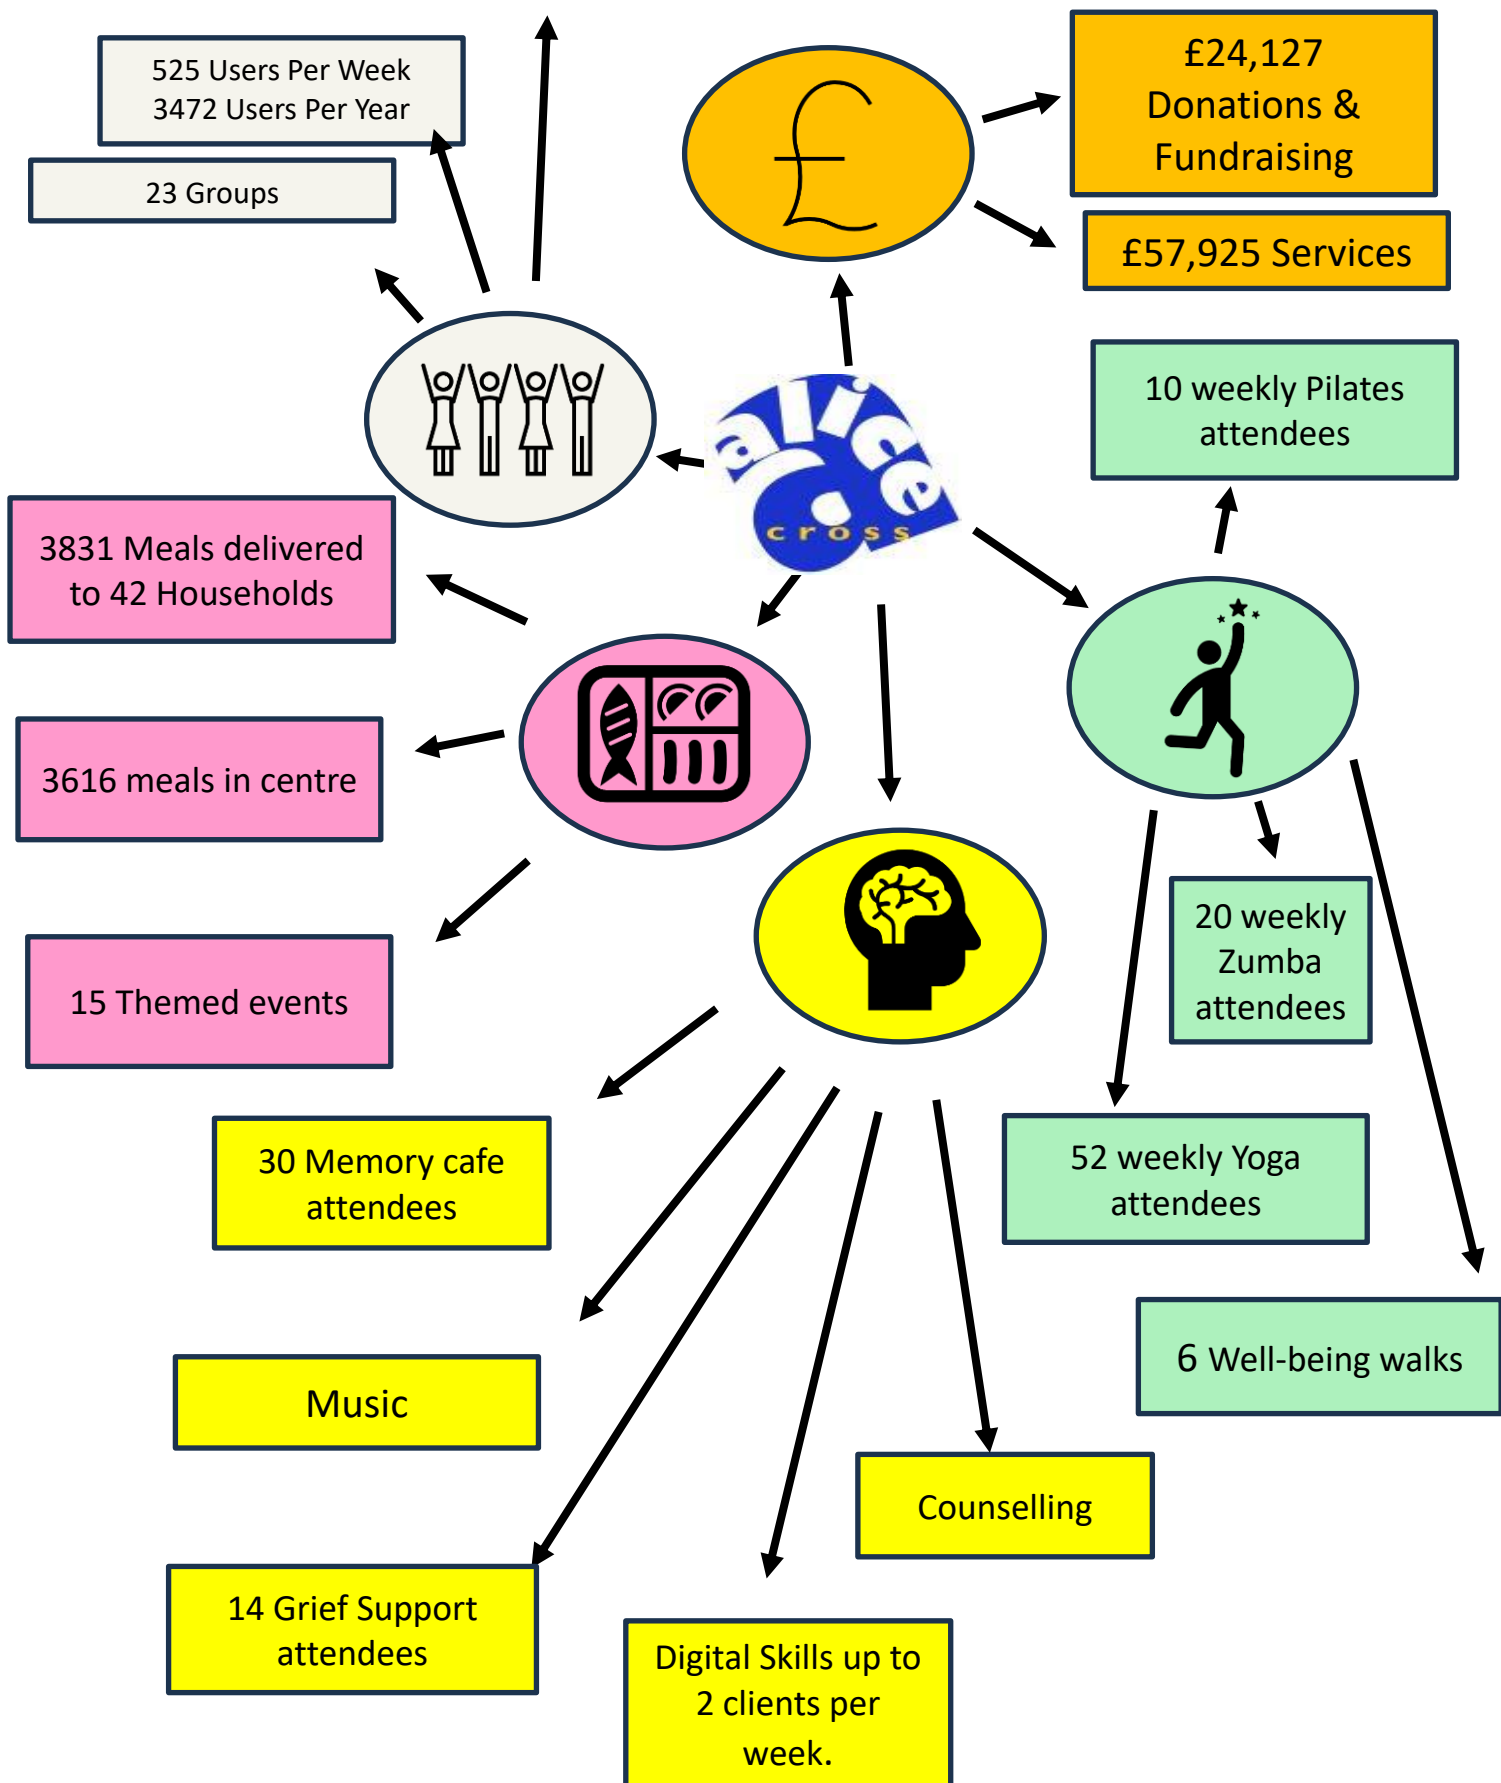 525 Users Per Week
3472 Users Per Year
23 Groups
£
£24,127
Donations &
Fundraising
£57,925 Services
alice
cross
10 weekly Pilates
attendees
3831 Meals delivered
to 42 Households
3616 meals in centre
15 Themed events
20 weekly
Zumba
attendees
52 weekly Yoga
attendees
6 Well-being walks
30 Memory cafe
attendees
Music
Counselling
14 Grief Support
attendees
Digital Skills up to
2 clients per
week.